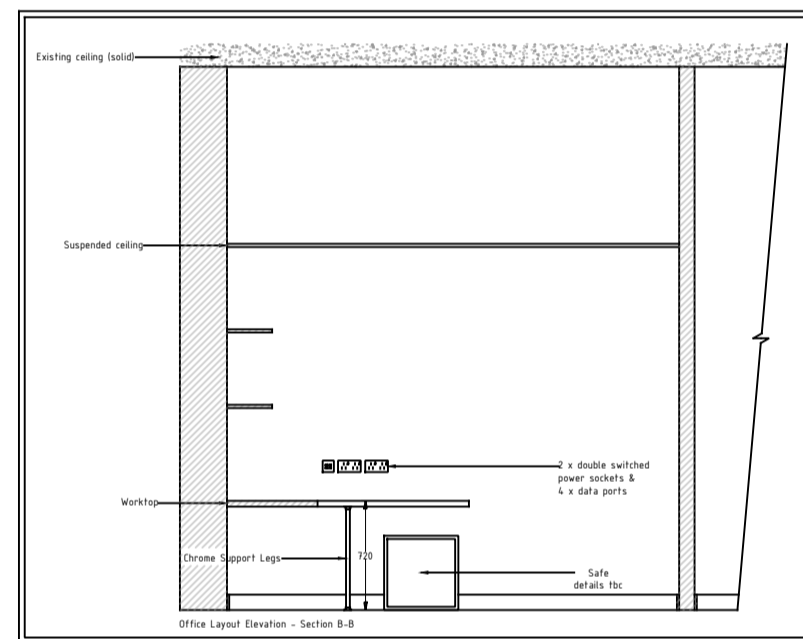 Existing ceiling (solid)
Suspended ceiling
2 x double switched
power sockets &
4 x data ports
Worktop
Chrome Support Legs
720
Safe
details tbc
Office Layout Elevation - Section B-B